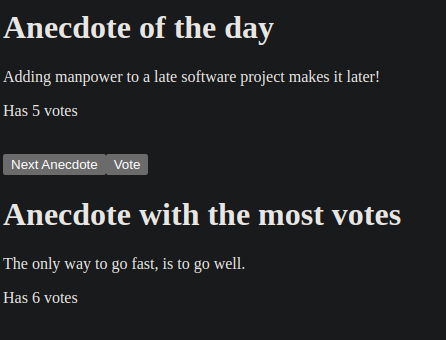 Anecdote of the day
Adding manpower to a late software project makes it later!
Has 5 votes
Next Anecdote Vote
Anecdote with the most votes
The only way to go fast, is to go well.
Has 6 votes